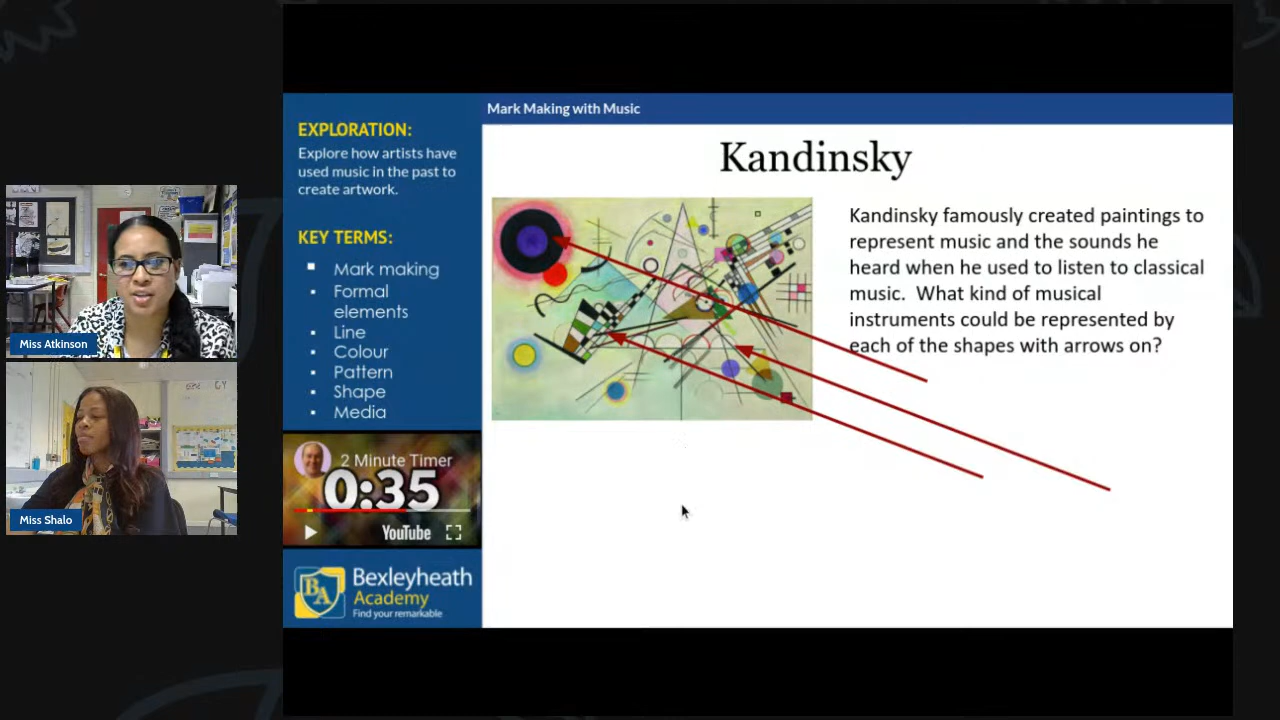 Mark Making with Music
EXPLORATION:
Explore how artists have
used music in the past to
create artwork.
KEY TERMS:
Mark making
Formal
elements
Line
Colour
Pattern
Shape
Media
2 Minute Timer
0:35
YouTube
BA
Bexleyheath
Academy
Find your remarkable
Kandinsky
Kandinsky famously created paintings to
represent music and the sounds he
heard when he used to listen to classical
music. What kind of musical
instruments could be represented by
each of the shapes with arrows on?
Miss Atkinson
Miss Shalo